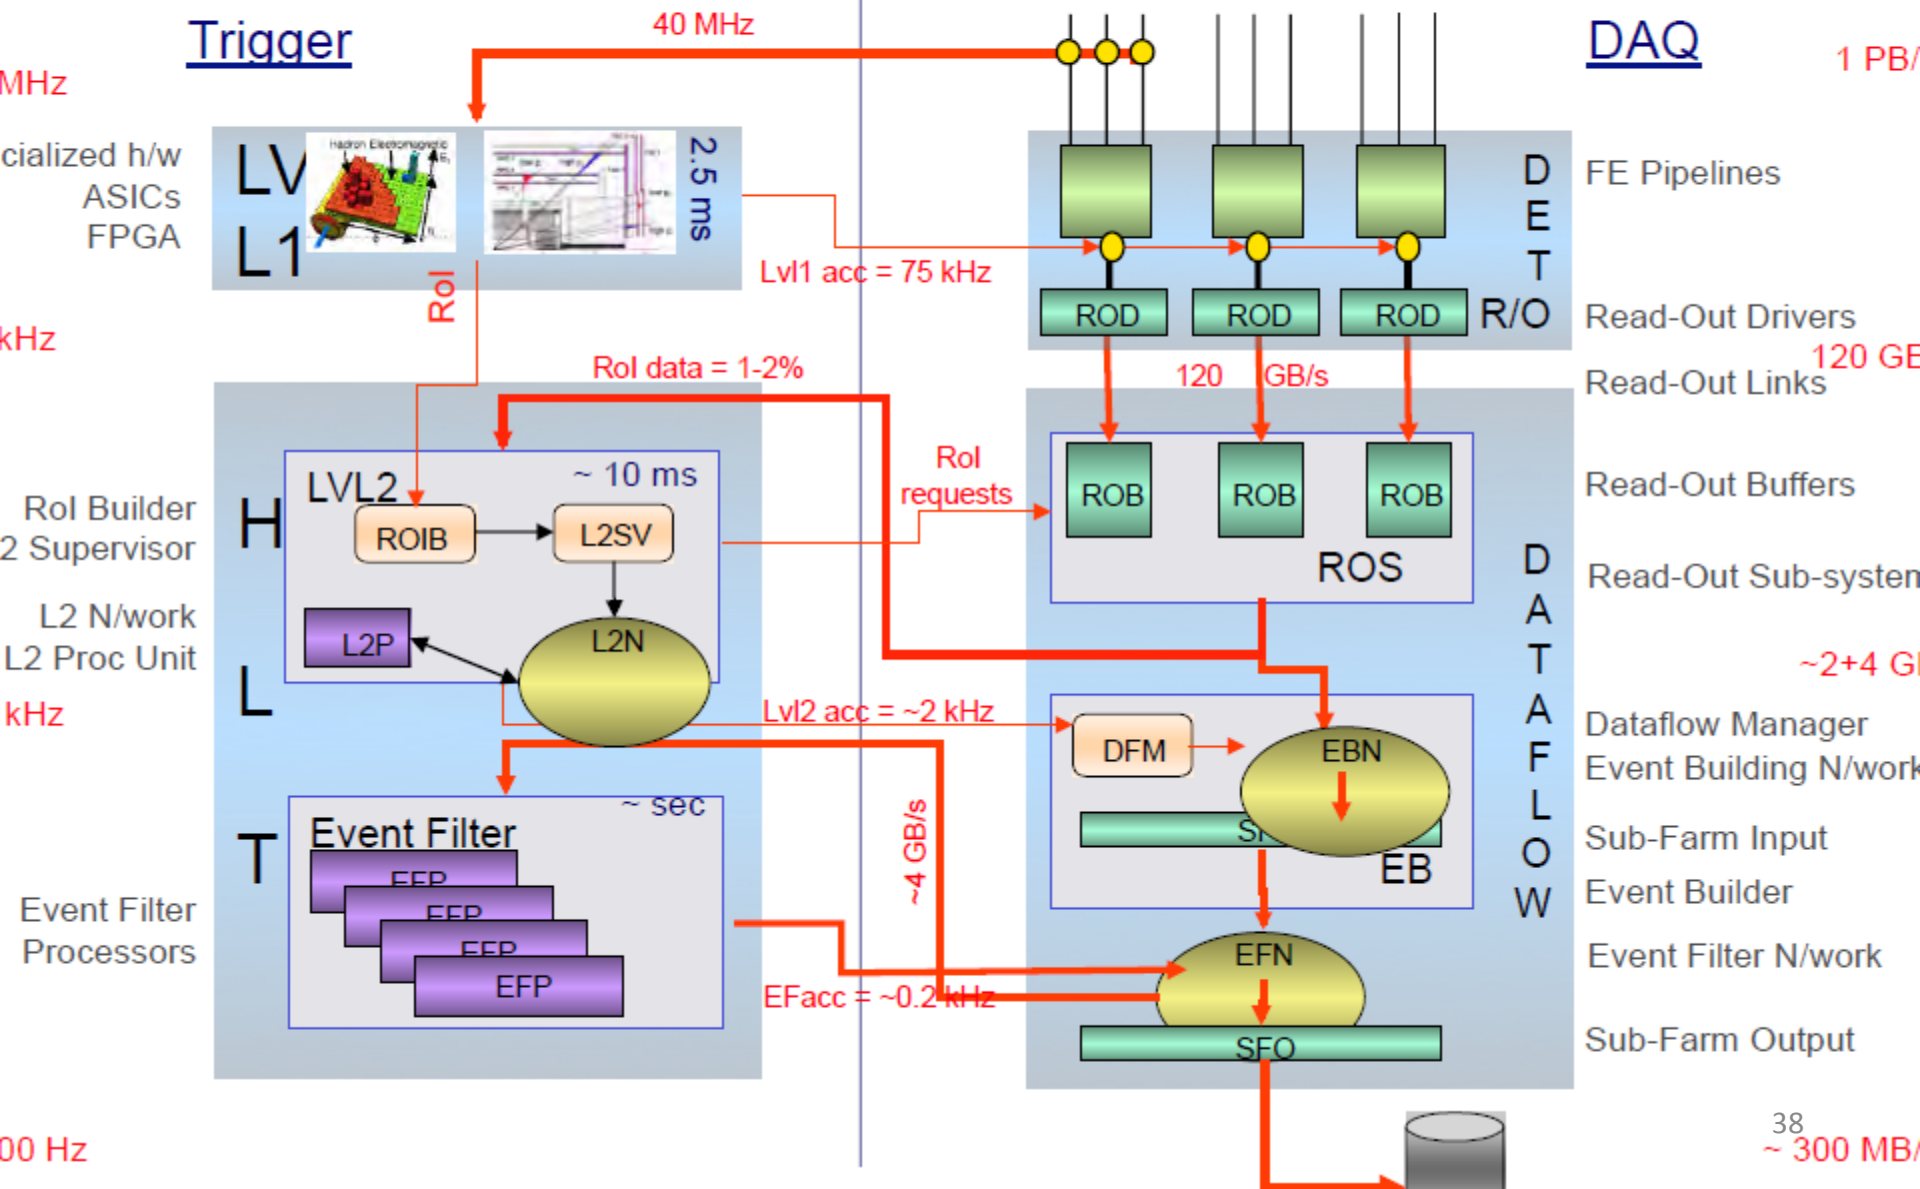 Trigger
40 MHz
DAQ
1 PB/
MHz
cialized h/w
ASICs
FPGA
LV
L1
Hadron Electromagnetic
2.5 ms
RoI
Lvl1 acc = 75 kHz
D
E
T
R/O
FE Pipelines
ROD
ROD
ROD
Read-Out Drivers
kHz
120 GB
RoI data = 1-2%
120 GB/s
Read-Out Links
H
L
T
LVL2
~ 10 ms
RoI
requests
ROIB
L2SV
L2P
L2N
RoI Builder
2 Supervisor
L2 N/work
L2 Proc Unit
ROB
ROB
ROB
ROS
Read-Out Buffers
Read-Out Sub-system
D
A
T
A
F
L
O
W
~2+4 G
kHz
Lvl2 acc = ~2 kHz
DFM
EBN
EB
Dataflow Manager
Event Building N/work
Sub-Farm Input
Event Builder
~ sec
Event Filter
EFP
EFP
EFP
EFP
Event Filter
Processors
~4 GB/s
EFacc = ~0.2 kHz
EFN
Event Filter N/work
SFO
Sub-Farm Output
00 Hz
38
~ 300 MB/